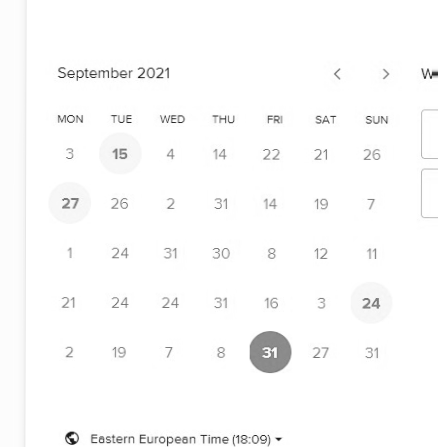 September 2021
MON TUE WED THU FRI SAT SUN
3 15 4 14 22 21 26
27 26 2 31 14 19 7
1 24 31 30 8 12 11
21 24 24 31 16 3 24
2 19 7 8 31 27 31
Eastern European Time (18:09)